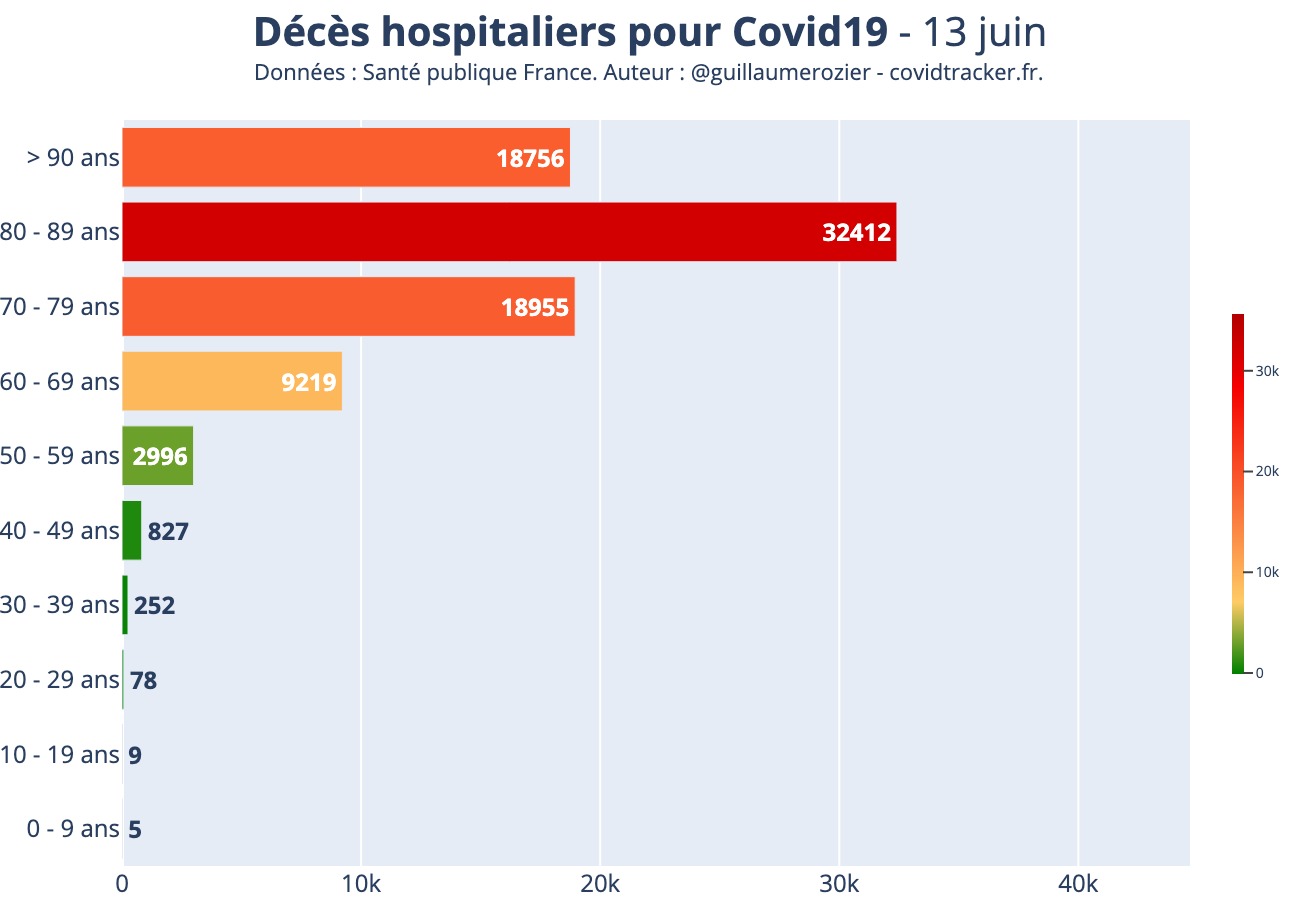 Décès hospitaliers pour Covid19 - 13 juin
Données : Santé publique France. Auteur : @guillaumerozier - covidtracker.fr.
> 90 ans 18756
80 - 89 ans 32412
70 - 79 ans 18955
60 - 69 ans 9219
50 - 59 ans 2996
40 - 49 ans 827
30 - 39 ans 252
20 - 29 ans 78
10 - 19 ans 9
0 - 9 ans 5
0 10k 20k 30k 40k
30k
20k
10k
0